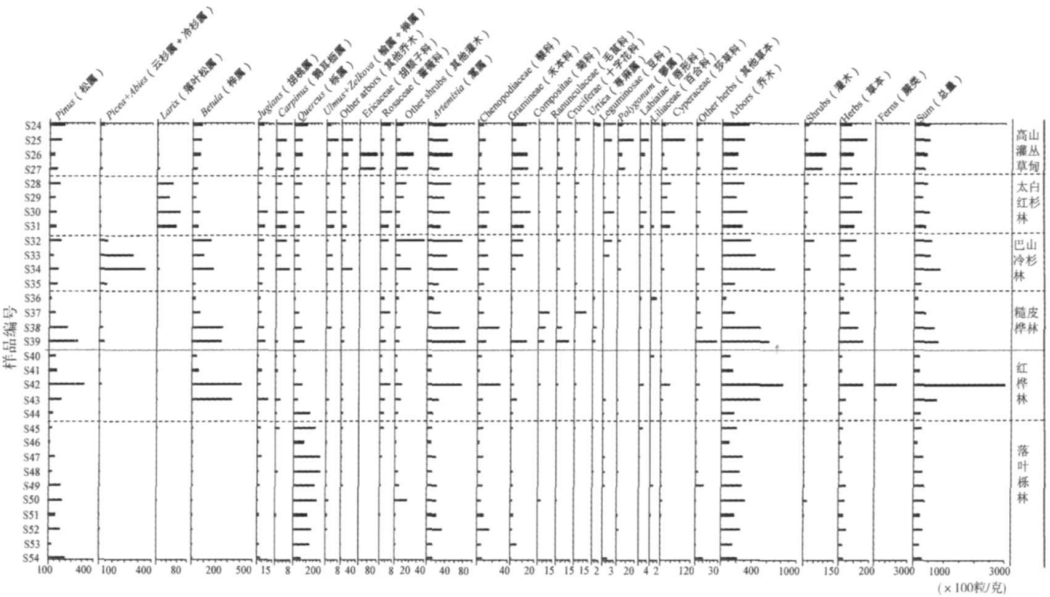 Pinus（松属）
Picea+Abies（云杉属+冷杉属）
Larix（落叶松属）
Betula（桦属）
Juglans（胡桃属）
Carpinus（鹅耳枥属）
Quercus（栎属）
Ulmus+Zelkova（榆属+榉属）
Other arbors（其他乔木）
Ericaceae（杜鹃科）
Rosaceae（蔷薇科）
Other shrubs（其他灌木）
Artemisia（蒿属）
Chenopodiaceae（藜科）
Gramineae（禾本科）
Compositae（菊科）
Ranunculaceae（毛茛科）
Cruciferae（十字花科）
Urtica（荨麻属）
Leguminosae（豆科）
Polygonum（蓼属）
Labiatae（唇形科）
Liliaceae（百合科）
Cyperaceae（莎草科）
Other herbs（其他草本）
Arbors（乔木）
Shrubs（灌木）
Herbs（草本）
Ferns（蕨类）
Sum（总量）
样品编号
S24
S25
S26
S27
S28
S29
S30
S31
S32
S33
S34
S35
S36
S37
S38
S39
S40
S41
S42
S43
S44
S45
S46
S47
S48
S49
S50
S51
S52
S53
S54
高山
灌丛
草甸
太白
红杉
林
巴山
冷杉
林
糙皮
桦林
红
桦
林
落
叶
栎
林
100 400 100 400 80 200 500 15 8 200 8 40 80 8 20 40 40 80 40 20 15 15 15 2 3 20 4 2 120 30 400 1000 150 200 3000 1000 3000
（×100粒/克）